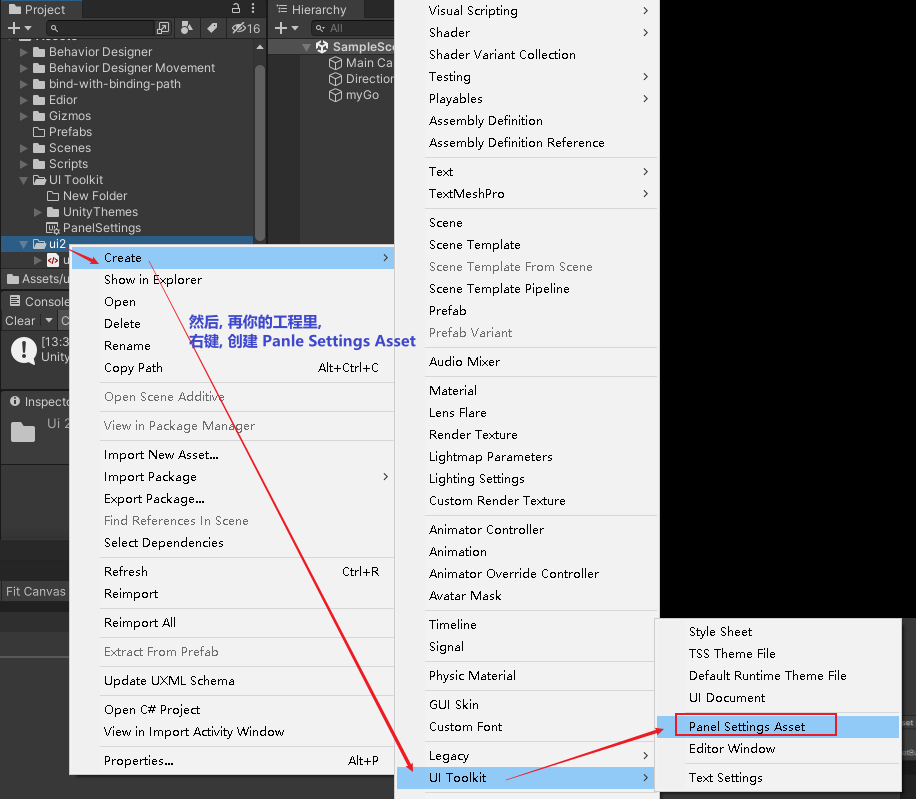 Project
16
Assets
Behavior Designer
Behavior Designer Movement
bind-with-binding-path
Edior
Gizmos
Prefabs
Scenes
Scripts
UI Toolkit
New Folder
UnityThemes
PanelSettings
ui2
u
Assets/u
Console
Clear
C
[13:3
Unity
Inspecto
Ui 2
Fit Canvas
Hierarchy
All
SampleSce
Main Ca
Direction
myGo
Create
Show in Explorer
Open
Delete
Rename
Copy Path Alt+Ctrl+C
Open Scene Additive
View in Package Manager
Import New Asset...
Import Package
Export Package...
Find References In Scene
Select Dependencies
Refresh Ctrl+R
Reimport
Reimport All
Extract From Prefab
Update UXML Schema
Open C# Project
View in Import Activity Window
Properties... Alt+P
然后, 再你的工程里,
右键, 创建 Panle Settings Asset
Visual Scripting
Shader
Shader Variant Collection
Testing
Playables
Assembly Definition
Assembly Definition Reference
Text
TextMeshPro
Scene
Scene Template
Scene Template From Scene
Scene Template Pipeline
Prefab
Prefab Variant
Audio Mixer
Material
Lens Flare
Render Texture
Lightmap Parameters
Lighting Settings
Custom Render Texture
Animator Controller
Animation
Animator Override Controller
Avatar Mask
Timeline
Signal
Physic Material
GUI Skin
Custom Font
Legacy
UI Toolkit
Style Sheet
TSS Theme File
Default Runtime Theme File
UI Document
Panel Settings Asset
Editor Window
Text Settings